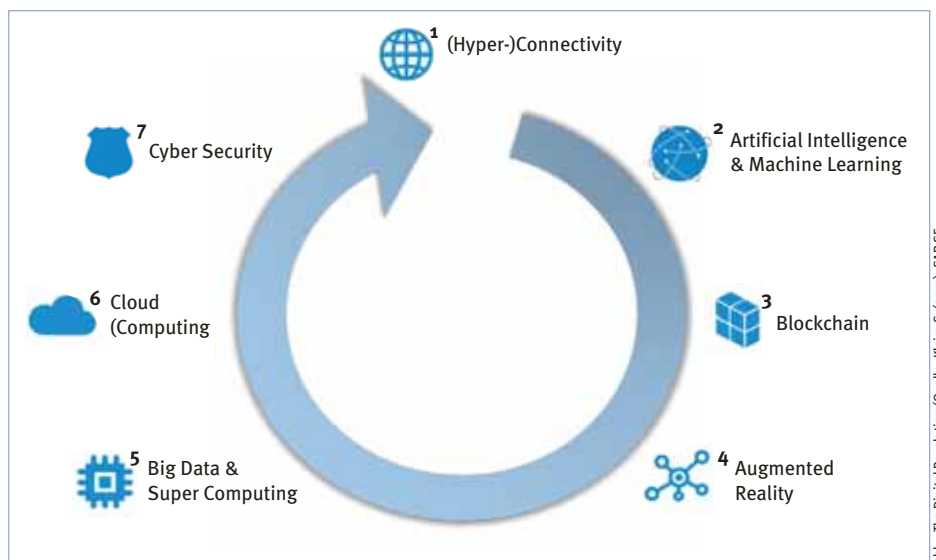 1 (Hyper-)Connectivity
2 Artificial Intelligence
& Machine Learning
3 Blockchain
4 Augmented
Reality
5 Big Data &
Super Computing
6 Cloud
(Computing
7 Cyber Security